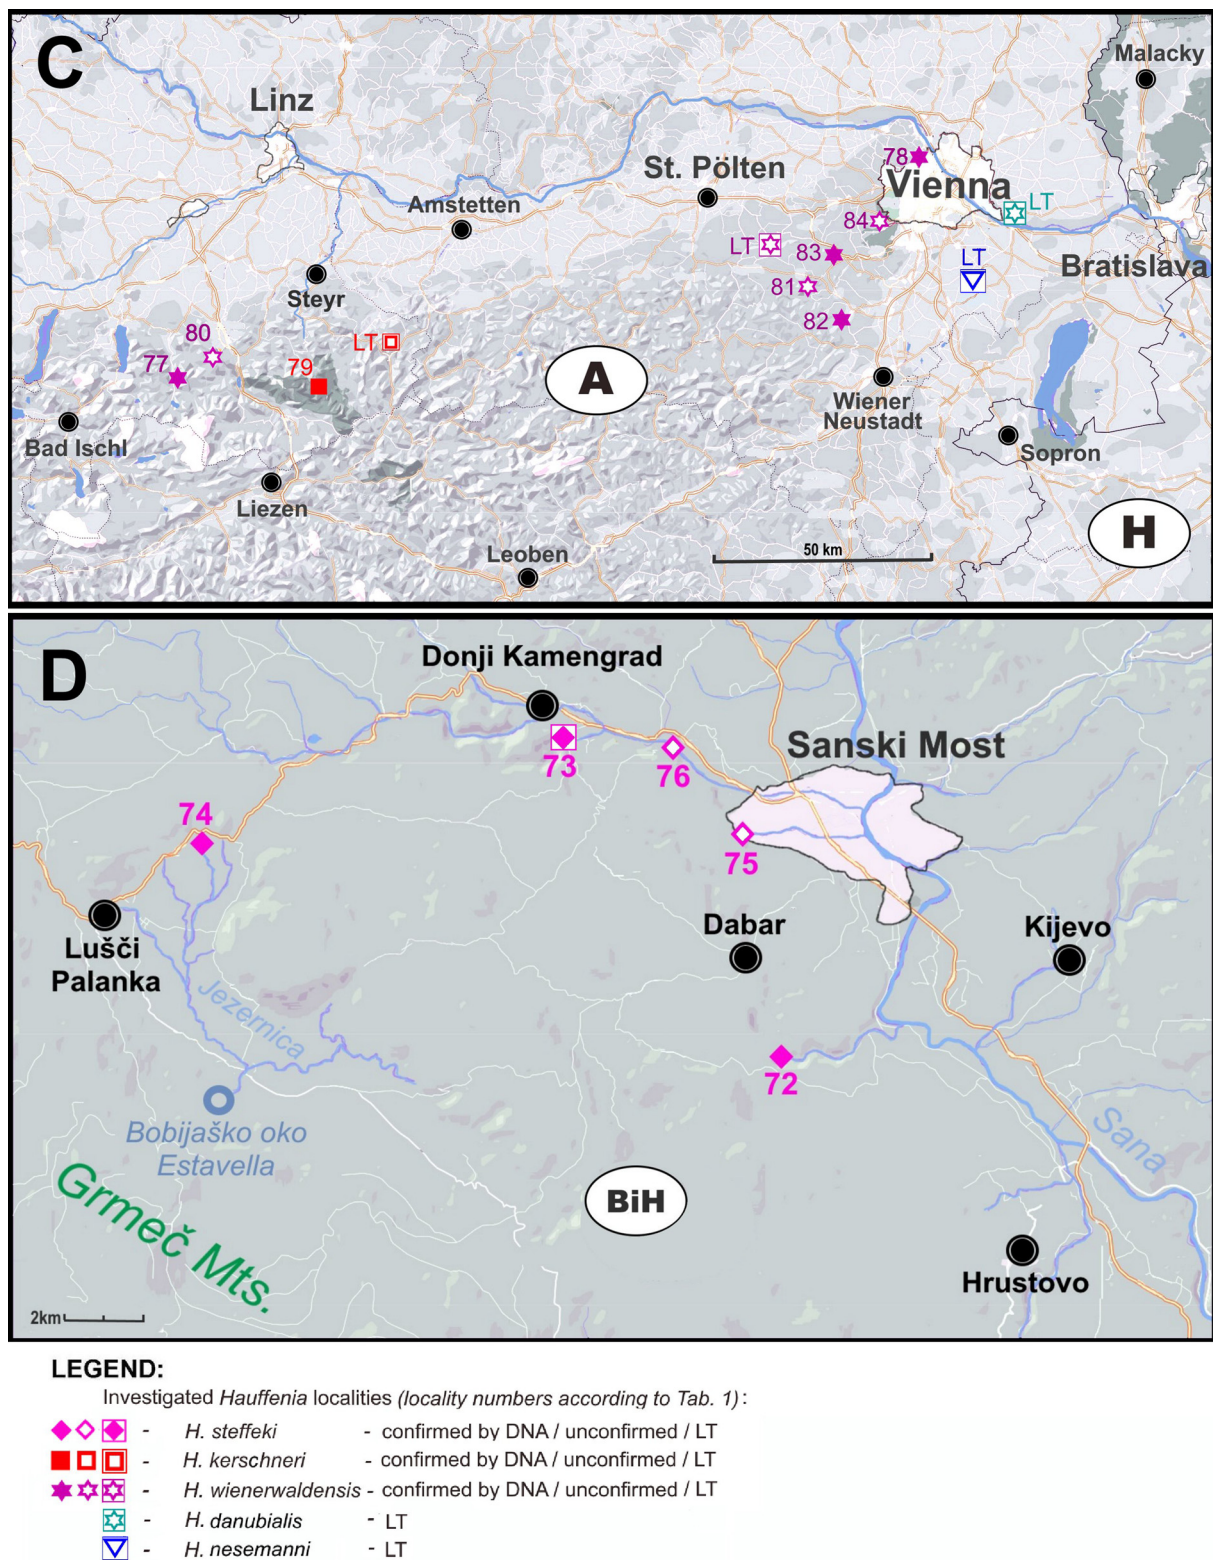 C
Malacky
Linz
78
St. Pölten
Vienna
Amstetten
LT
84
LT
83
LT
Bratislava
81
Steyr
82
80
LT
77
79
A
Wiener
Neustadt
Bad Ischl
Sopron
Liezen
H
50 km
Leoben
D
Donji Kamengrad
Sanski Most
73
76
74
75
Dabar
Kijevo
Lušči
Palanka
Jezernica
72
Bobijaško oko
Estavella
Sana
Grmeč Mts.
BiH
Hrustovo
2km
LEGEND:
Investigated Hauffenia localities (locality numbers according to Tab. 1) :
- H. steffeki - confirmed by DNA / unconfirmed / LT
- H. kerschneri - confirmed by DNA / unconfirmed / LT
- H. wienerwaldensis - confirmed by DNA / unconfirmed / LT
- H. danubialis - LT
- H. nesemanni - LT